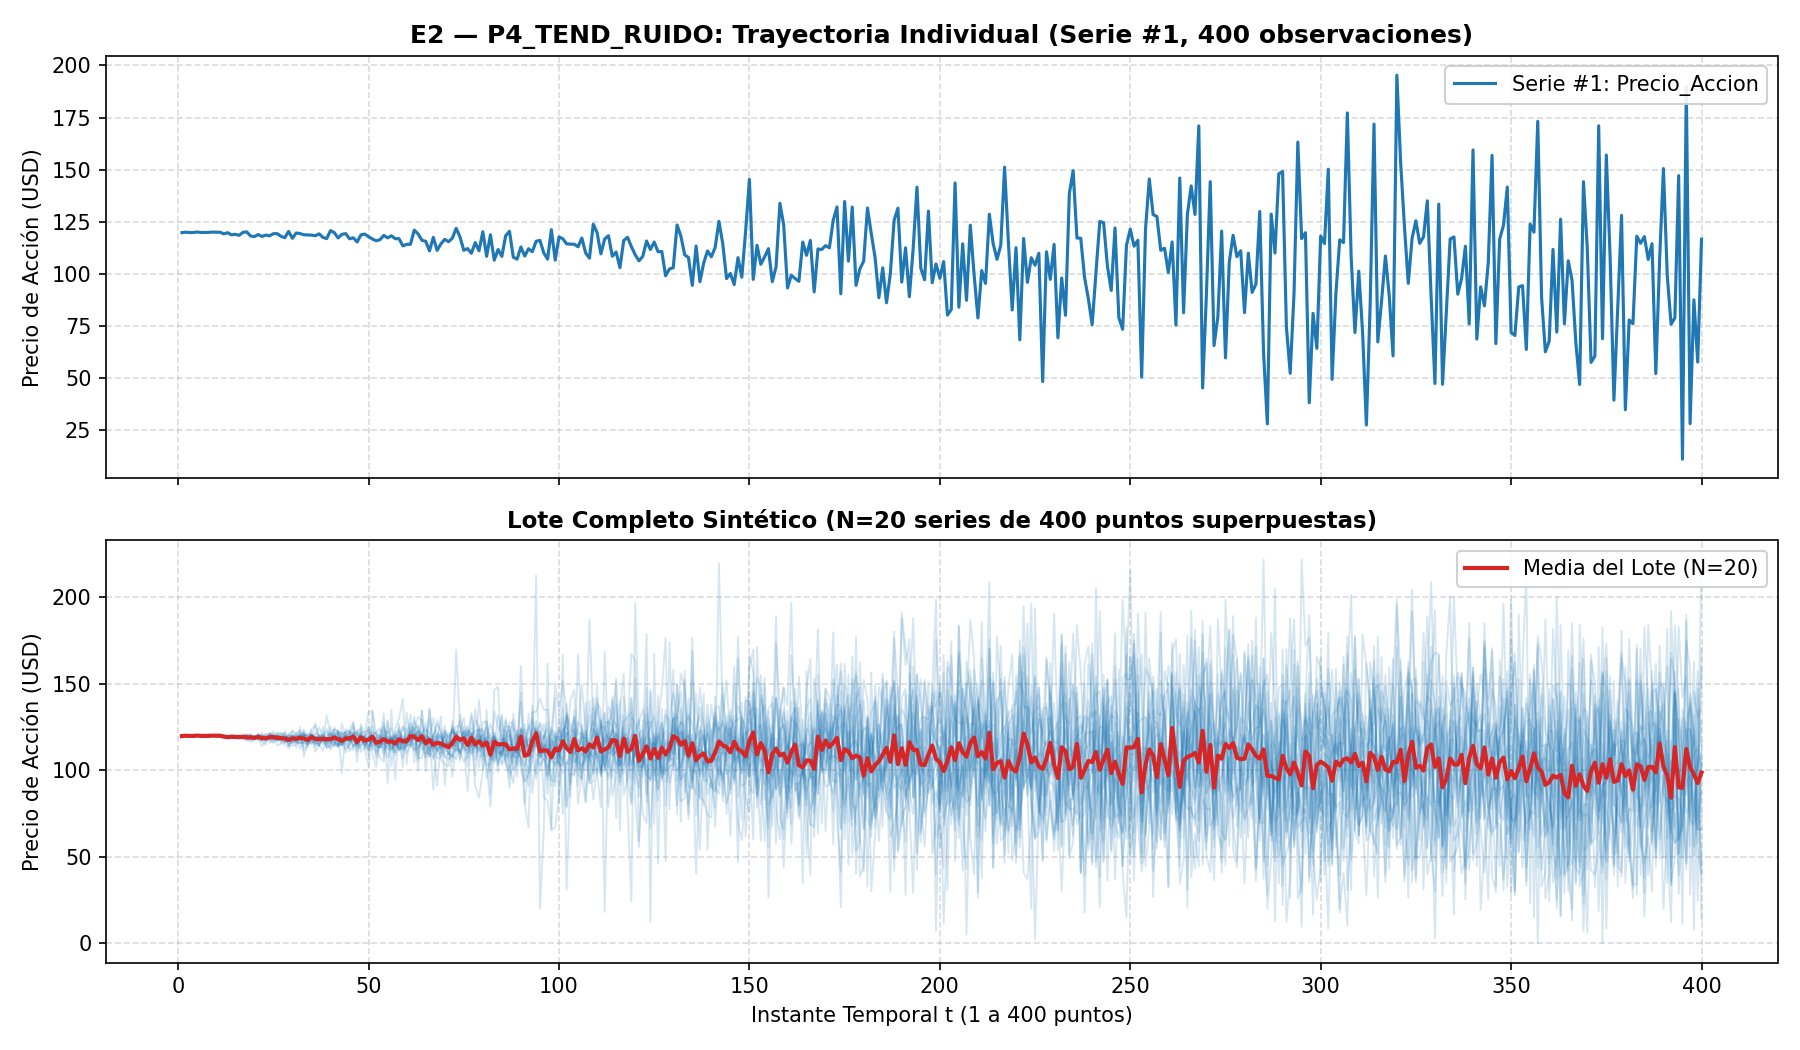 E2 — P4_TEND_RUIDO: Trayectoria Individual (Serie #1, 400 observaciones)
Precio de Acción (USD)
200
175
150
125
100
75
50
25
Serie #1: Precio_Accion
Lote Completo Sintético (N=20 series de 400 puntos superpuestas)
Precio de Acción (USD)
200
150
100
50
0
Media del Lote (N=20)
0 50 100 150 200 250 300 350 400
Instante Temporal t (1 a 400 puntos)